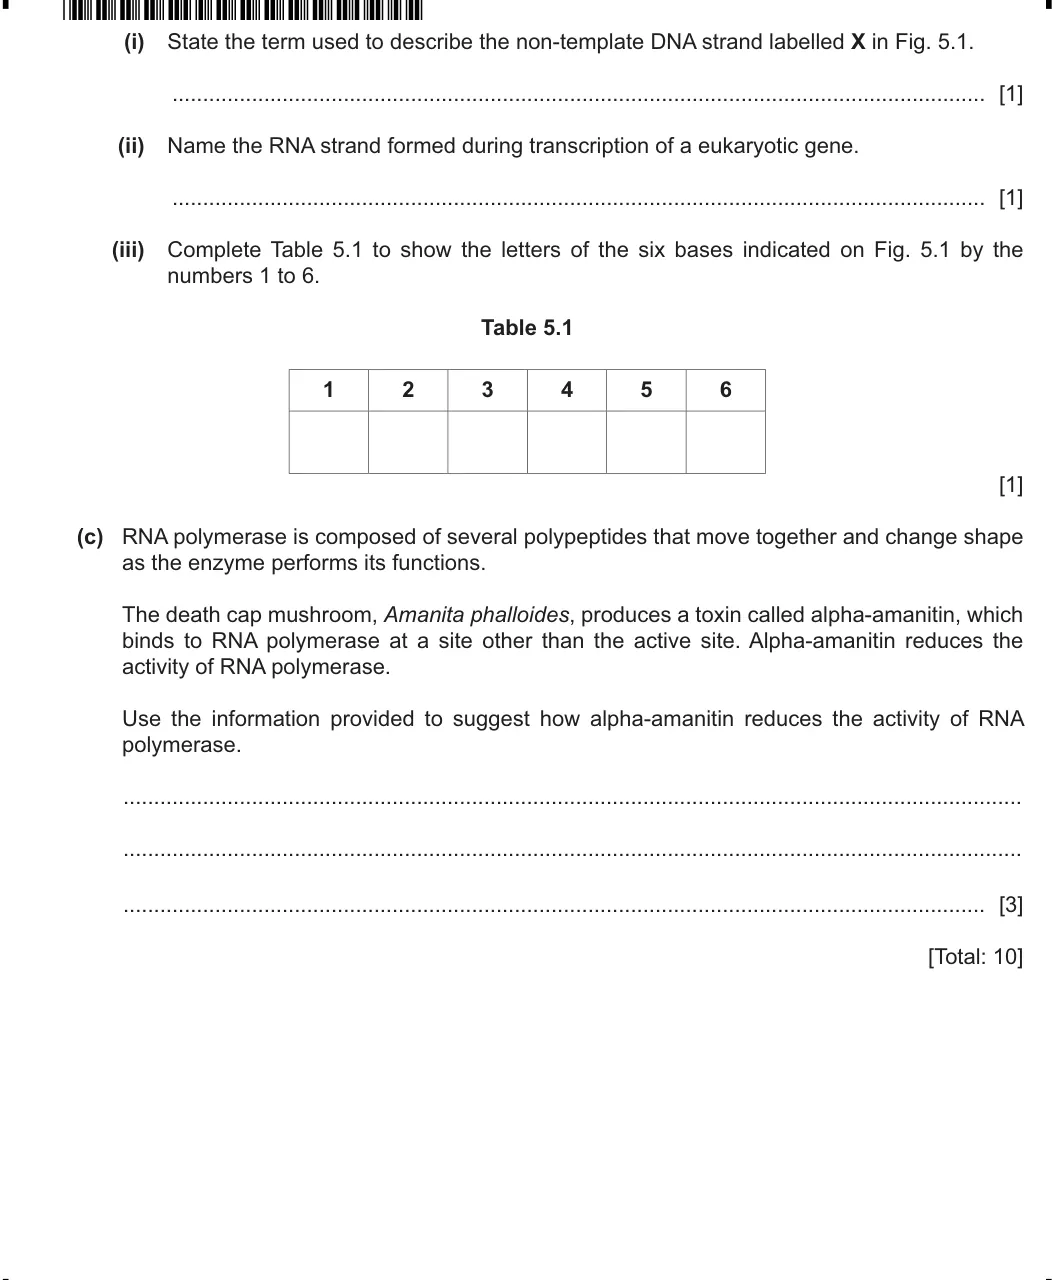 (i) State the term used to describe the non-template DNA strand labelled X in Fig. 5.1.
.......................................................................................................................................  [1]
(ii) Name the RNA strand formed during transcription of a eukaryotic gene.
.......................................................................................................................................  [1]
(iii) Complete Table 5.1 to show the letters of the six bases indicated on Fig. 5.1 by the
numbers 1 to 6.
Table 5.1
1 2 3 4 5 6
[1]
(c) RNA polymerase is composed of several polypeptides that move together and change shape
as the enzyme performs its functions.
The death cap mushroom, Amanita phalloides, produces a toxin called alpha-amanitin, which
binds to RNA polymerase at a site other than the active site. Alpha-amanitin reduces the
activity of RNA polymerase.
Use the information provided to suggest how alpha-amanitin reduces the activity of RNA
polymerase.
.....................................................................................................................................................
.....................................................................................................................................................
...............................................................................................................................................  [3]
[Total: 10]